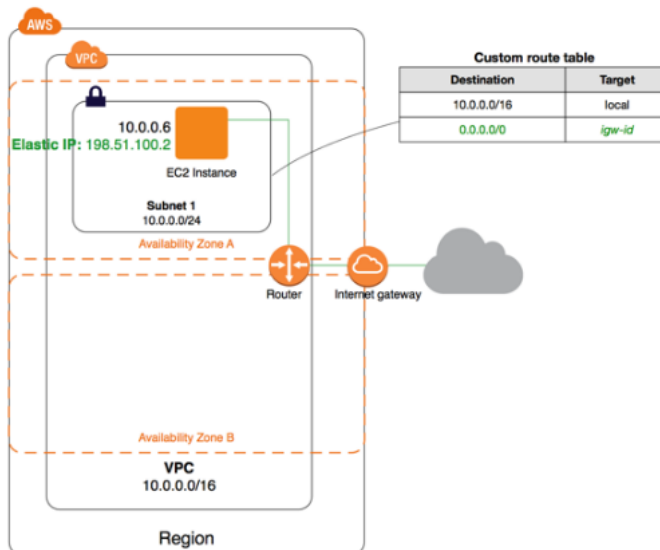 AWS
VPC
Custom route table
Destination Target
10.0.0.0/16 local
0.0.0.0/0 igw-id
10.0.0.6
Elastic IP: 198.51.100.2
EC2 Instance
Subnet 1
10.0.0.0/24
Availability Zone A
Router
Internet gateway
Availability Zone B
VPC
10.0.0.0/16
Region